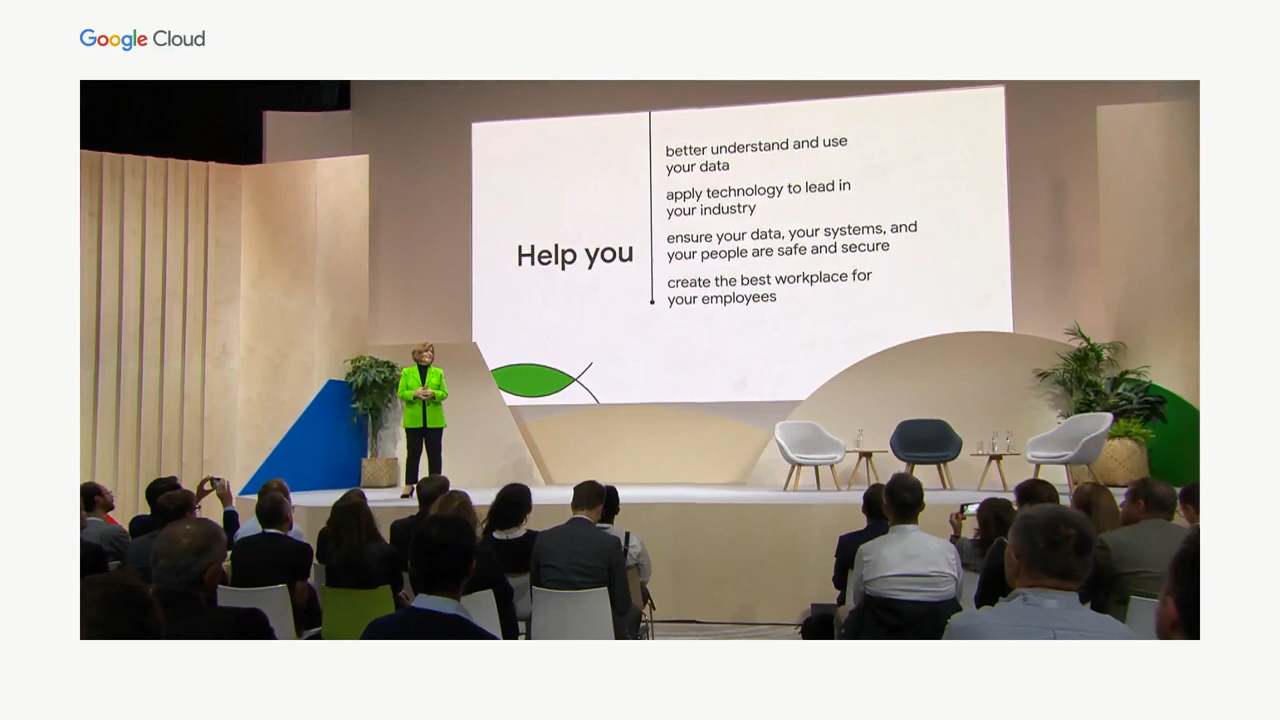 Google Cloud
Help you
better understand and use
your data
apply technology to lead in
your industry
ensure your data, your systems, and
your people are safe and secure
create the best workplace for
your employees